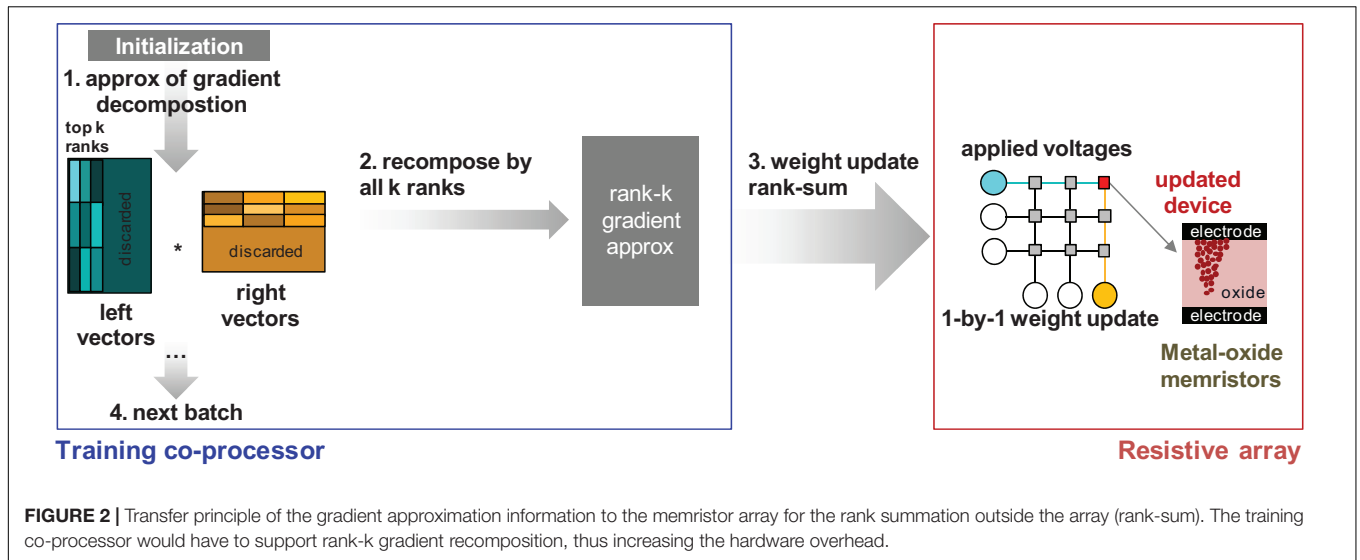 Initialization
1. approx of gradient
decompostion
top k
ranks
discarded
*
discarded
left
vectors
right
vectors
...
4. next batch
2. recompose by
all k ranks
rank-k
gradient
approx
3. weight update
rank-sum
applied voltages
updated
device
electrode
oxide
electrode
1-by-1 weight update
Metal-oxide
memristors
Training co-processor
Resistive array
FIGURE 2 | Transfer principle of the gradient approximation information to the memristor array for the rank summation outside the array (rank-sum). The training
co-processor would have to support rank-k gradient recomposition, thus increasing the hardware overhead.